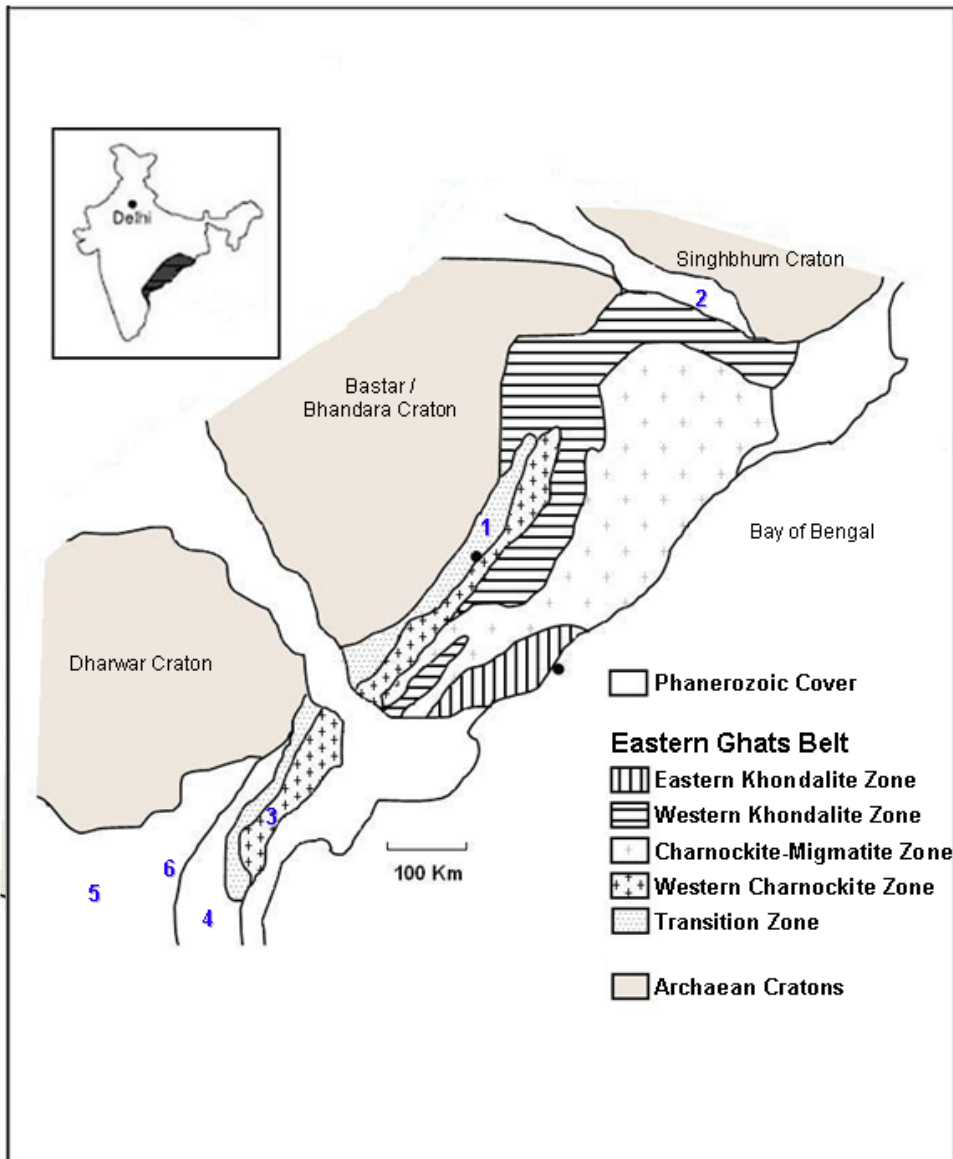 Delhi
Singhbhum Craton
2
Bastar /
Bhandara Craton
1
Bay of Bengal
Dharwar Craton
Phanerozoic Cover
Eastern Ghats Belt
Eastern Khondalite Zone
Western Khondalite Zone
Charnockite-Migmatite Zone
Western Charnockite Zone
Transition Zone
Archaean Cratons
3
100 Km
6
5
4